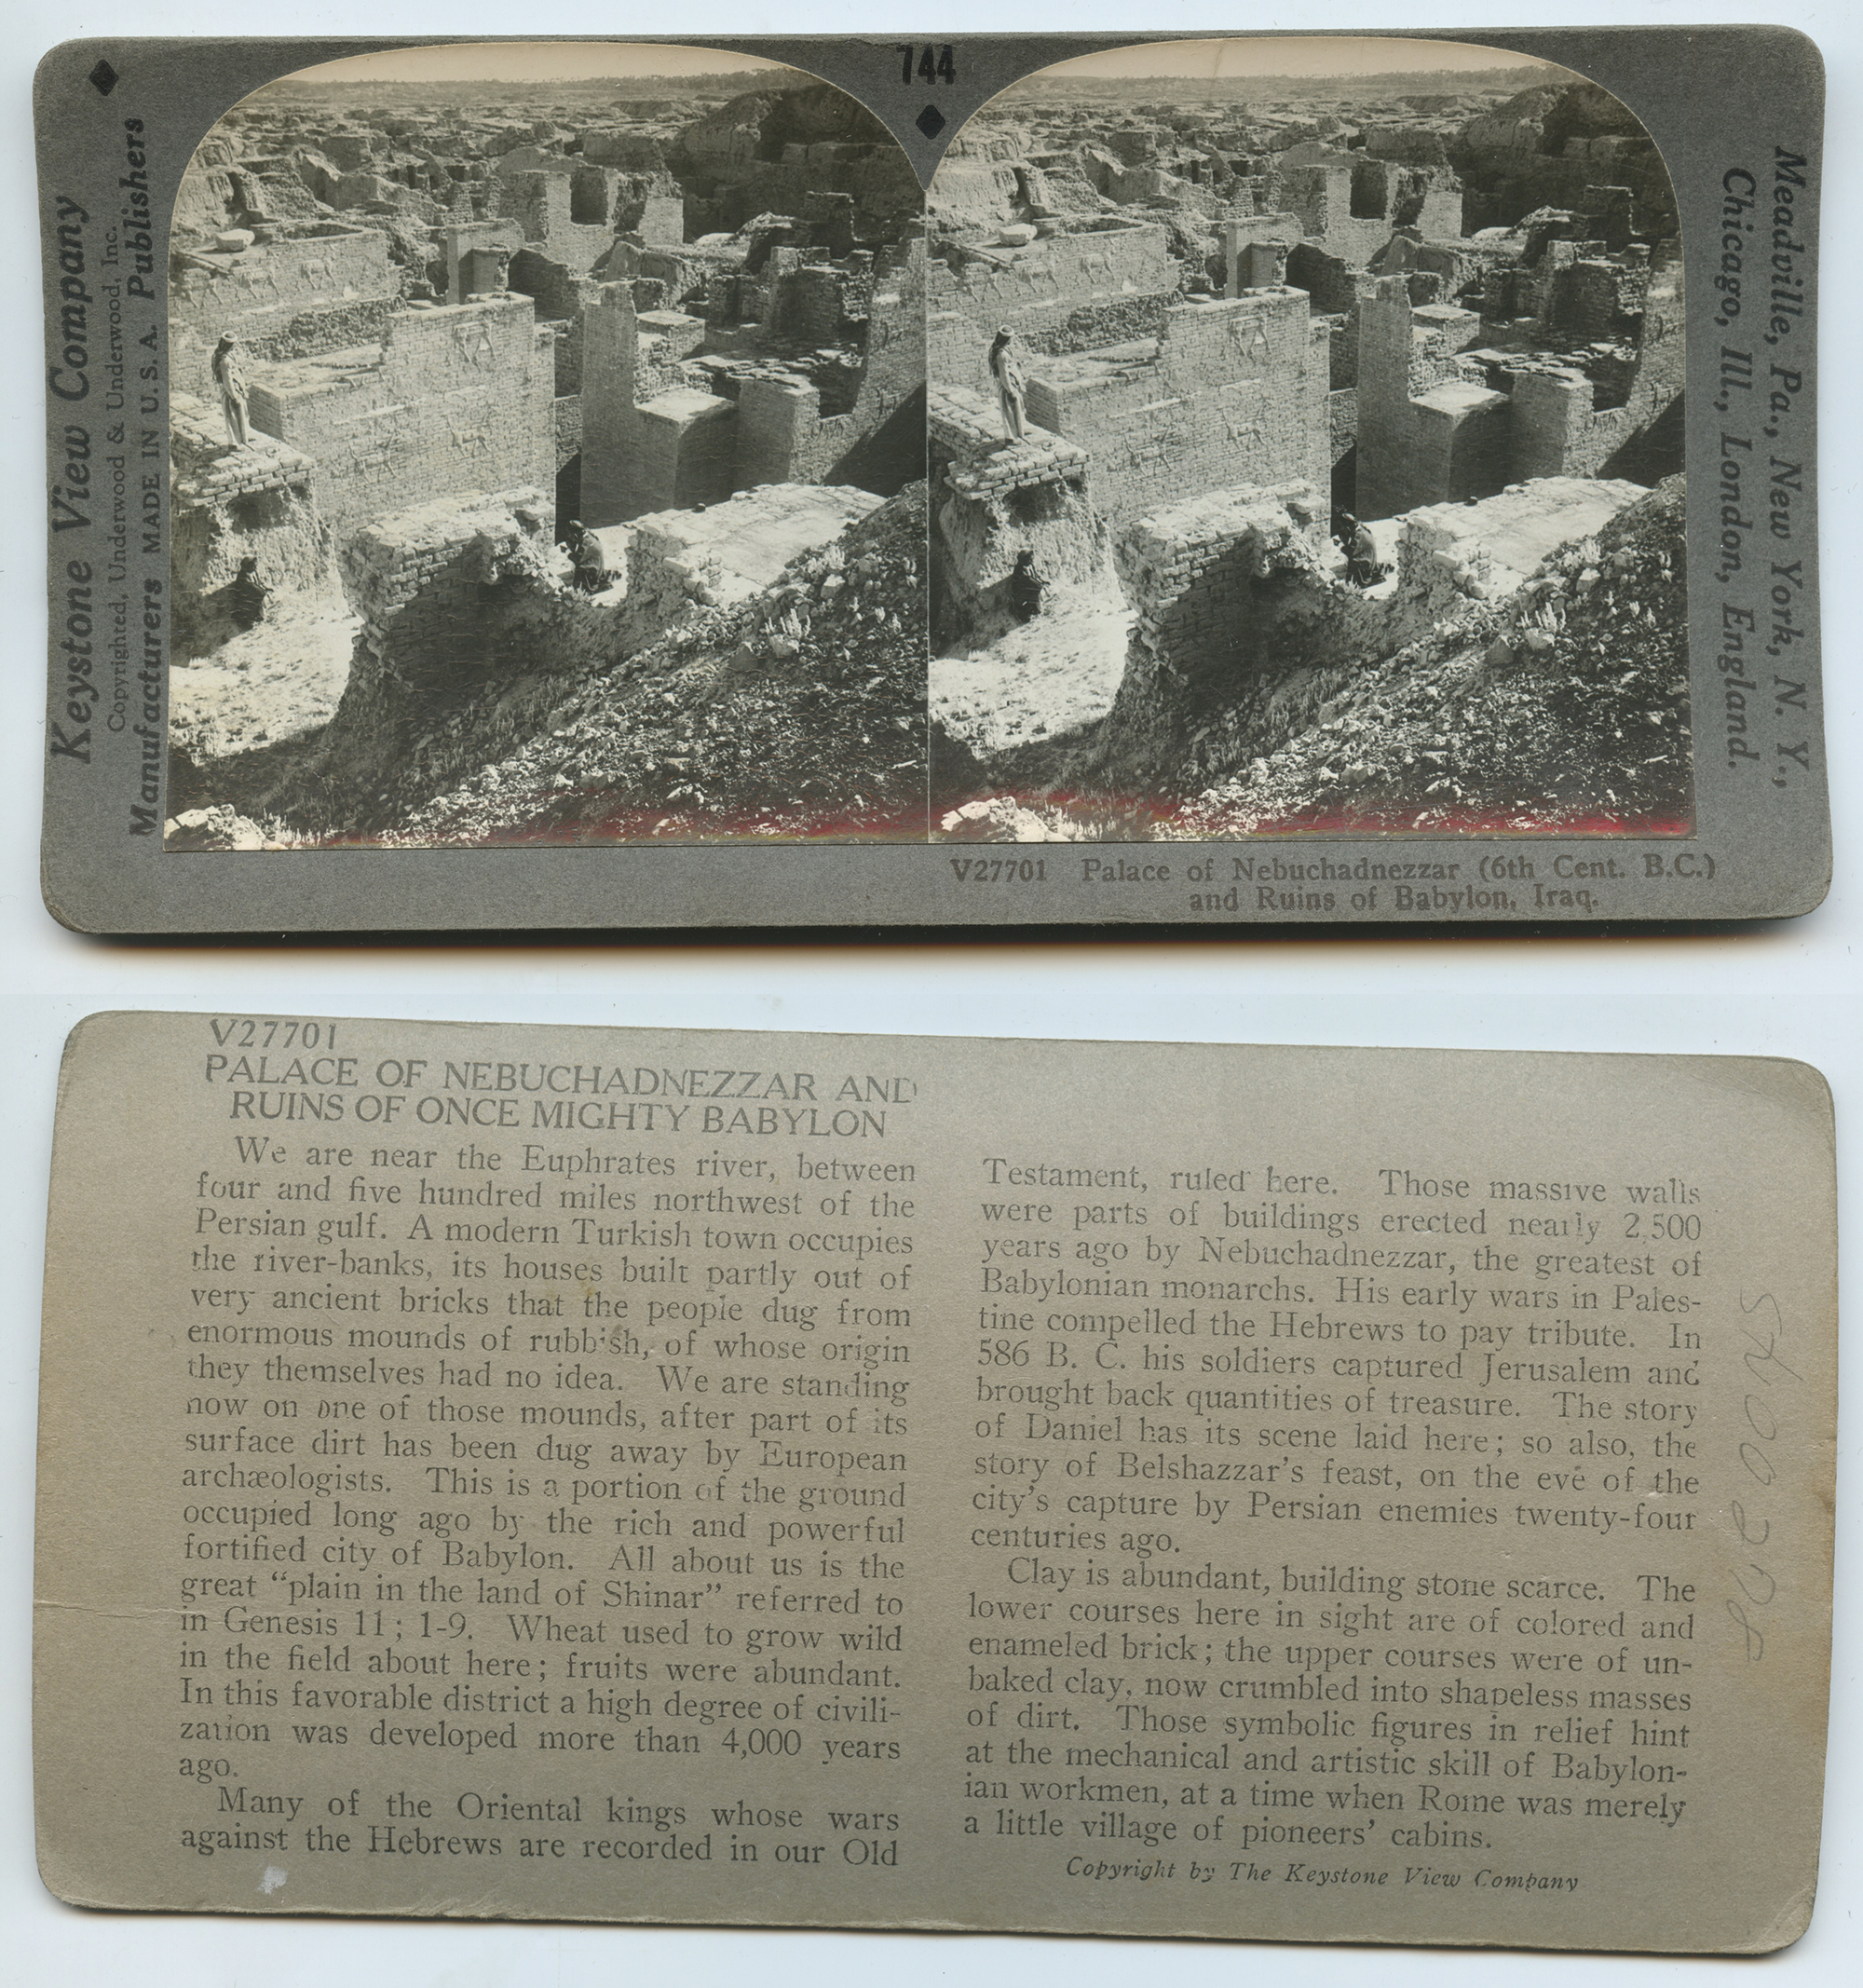 744
Keystone View Company
Copyrighted, Underwood & Underwood, Inc.
Manufacturers MADE IN U.S.A. Publishers
Meadville, Pa., New York, N. Y.,
Chicago, Ill., London, England.
V27701 Palace of Nebuchadnezzar (6th Cent. B.C.)
and Ruins of Babylon, Iraq.
V27701
PALACE OF NEBUCHADNEZZAR AND
RUINS OF ONCE MIGHTY BABYLON
We are near the Euphrates river, between
four and five hundred miles northwest of the
Persian gulf. A modern Turkish town occupies
the river-banks, its houses built partly out of
very ancient bricks that the people dug from
enormous mounds of rubbish, of whose origin
they themselves had no idea. We are standing
now on one of those mounds, after part of its
surface dirt has been dug away by European
archæologists. This is a portion of the ground
occupied long ago by the rich and powerful
fortified city of Babylon. All about us is the
great “plain in the land of Shinar” referred to
in Genesis 11; 1-9. Wheat used to grow wild
in the field about here; fruits were abundant.
In this favorable district a high degree of civili-
zation was developed more than 4,000 years
ago.
Many of the Oriental kings whose wars
against the Hebrews are recorded in our Old
Testament, ruled here. Those massive walls
were parts of buildings erected nearly 2,500
years ago by Nebuchadnezzar, the greatest of
Babylonian monarchs. His early wars in Pales-
tine compelled the Hebrews to pay tribute. In
586 B. C. his soldiers captured Jerusalem and
brought back quantities of treasure. The story
of Daniel has its scene laid here; so also, the
story of Belshazzar’s feast, on the eve of the
city’s capture by Persian enemies twenty-four
centuries ago.
Clay is abundant, building stone scarce. The
lower courses here in sight are of colored and
enameled brick; the upper courses were of un-
baked clay, now crumbled into shapeless masses
of dirt. Those symbolic figures in relief hint
at the mechanical and artistic skill of Babylon-
ian workmen, at a time when Rome was merely
a little village of pioneers’ cabins.
Copyright by The Keystone View Company